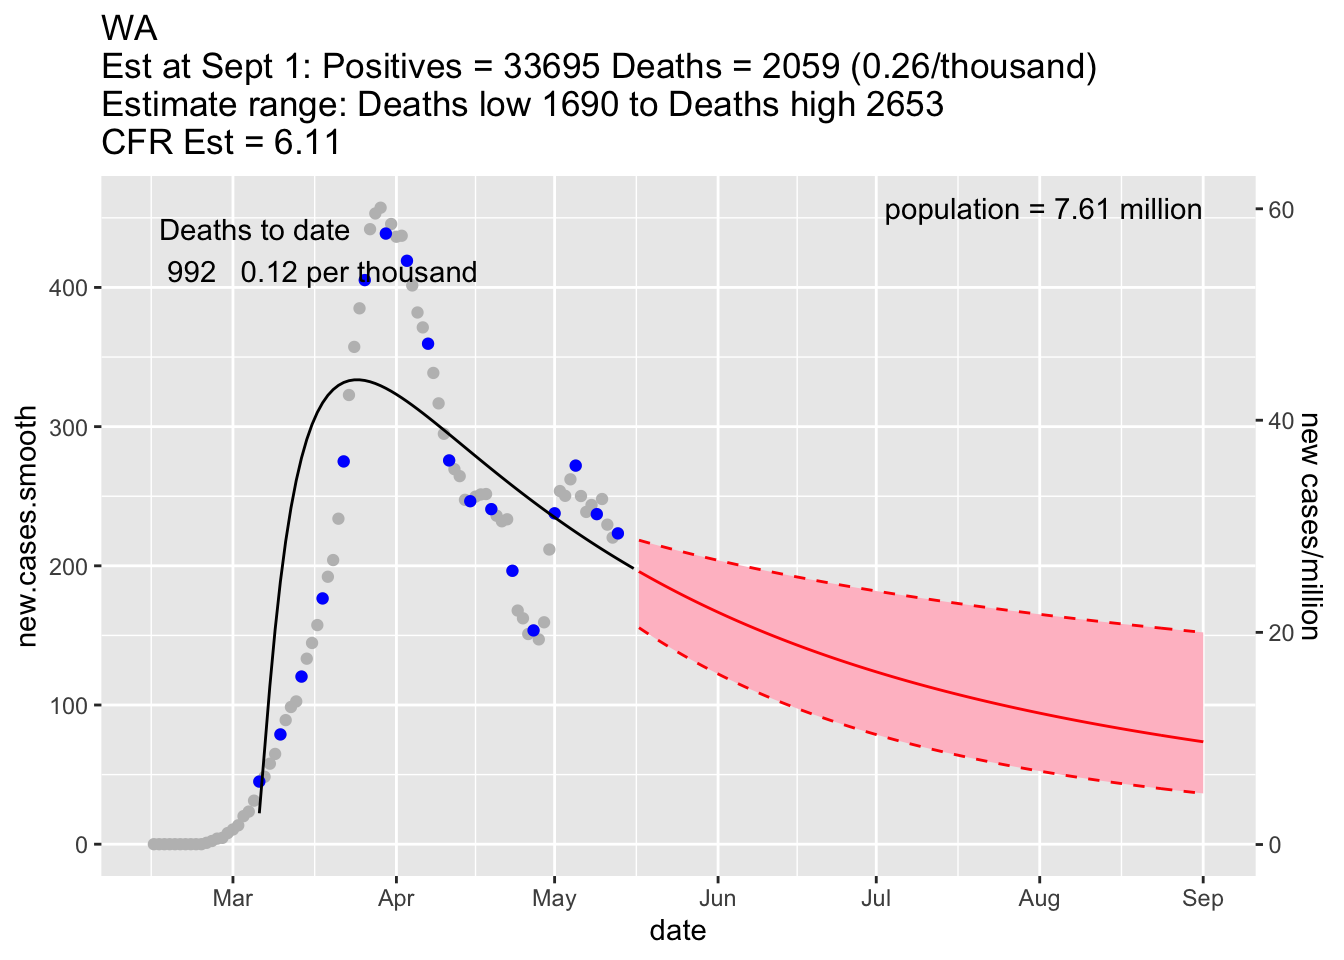 WA
Est at Sept 1: Positives = 33695 Deaths = 2059 (0.26/thousand)
Estimate range: Deaths low 1690 to Deaths high 2653
CFR Est = 6.11
Deaths to date
992 0.12 per thousand
population = 7.61 million
new.cases.smooth
400
300
200
100
0
60
40
20
0
new cases/million
Mar Apr May Jun Jul Aug Sep
date